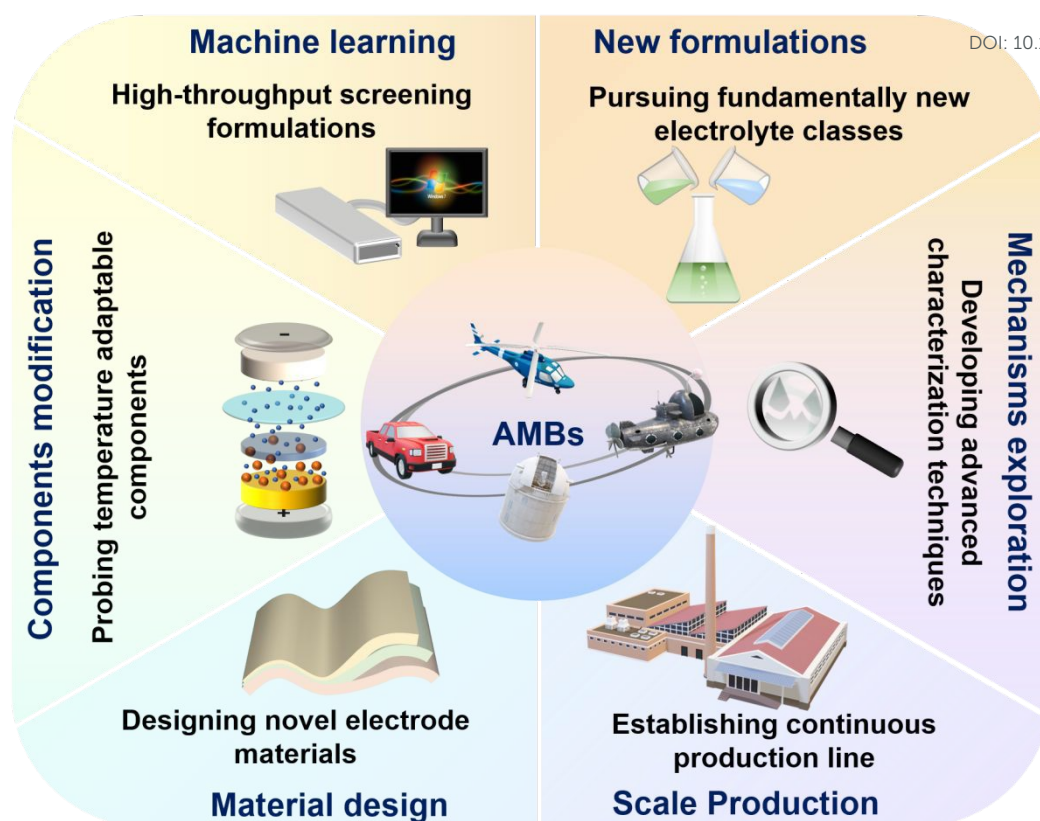 Machine learning
High-throughput screening
formulations
New formulations
DOI: 10.
Pursuing fundamentally new
electrolyte classes
Components modification
Probing temperature adaptable
components
AMBs
Mechanisms exploration
Developing advanced
characterization techniques
-
+
Designing novel electrode
materials
Material design
Establishing continuous
production line
Scale Production